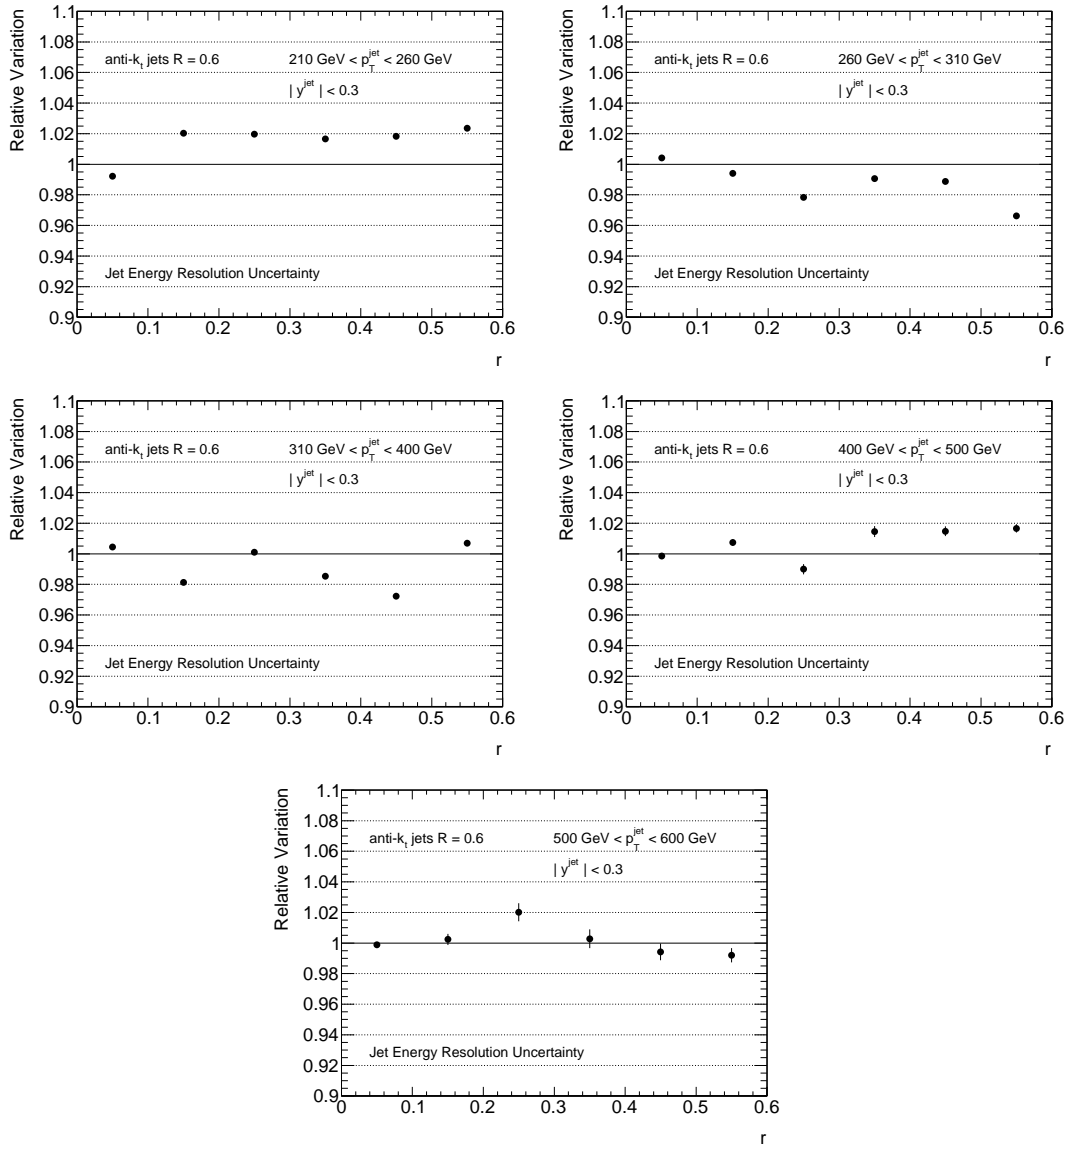 Relative Variation
1.1
1.08
1.06
1.04
1.02
1
0.98
0.96
0.94
0.92
0.9
anti-k_t jets R = 0.6 210 GeV < p_T^jet < 260 GeV
| y^jet | < 0.3
Jet Energy Resolution Uncertainty
0 0.1 0.2 0.3 0.4 0.5 0.6
r
Relative Variation
1.1
1.08
1.06
1.04
1.02
1
0.98
0.96
0.94
0.92
0.9
anti-k_t jets R = 0.6 260 GeV < p_T^jet < 310 GeV
| y^jet | < 0.3
Jet Energy Resolution Uncertainty
0 0.1 0.2 0.3 0.4 0.5 0.6
r
Relative Variation
1.1
1.08
1.06
1.04
1.02
1
0.98
0.96
0.94
0.92
0.9
anti-k_t jets R = 0.6 310 GeV < p_T^jet < 400 GeV
| y^jet | < 0.3
Jet Energy Resolution Uncertainty
0 0.1 0.2 0.3 0.4 0.5 0.6
r
Relative Variation
1.1
1.08
1.06
1.04
1.02
1
0.98
0.96
0.94
0.92
0.9
anti-k_t jets R = 0.6 400 GeV < p_T^jet < 500 GeV
| y^jet | < 0.3
Jet Energy Resolution Uncertainty
0 0.1 0.2 0.3 0.4 0.5 0.6
r
Relative Variation
1.1
1.08
1.06
1.04
1.02
1
0.98
0.96
0.94
0.92
0.9
anti-k_t jets R = 0.6 500 GeV < p_T^jet < 600 GeV
| y^jet | < 0.3
Jet Energy Resolution Uncertainty
0 0.1 0.2 0.3 0.4 0.5 0.6
r